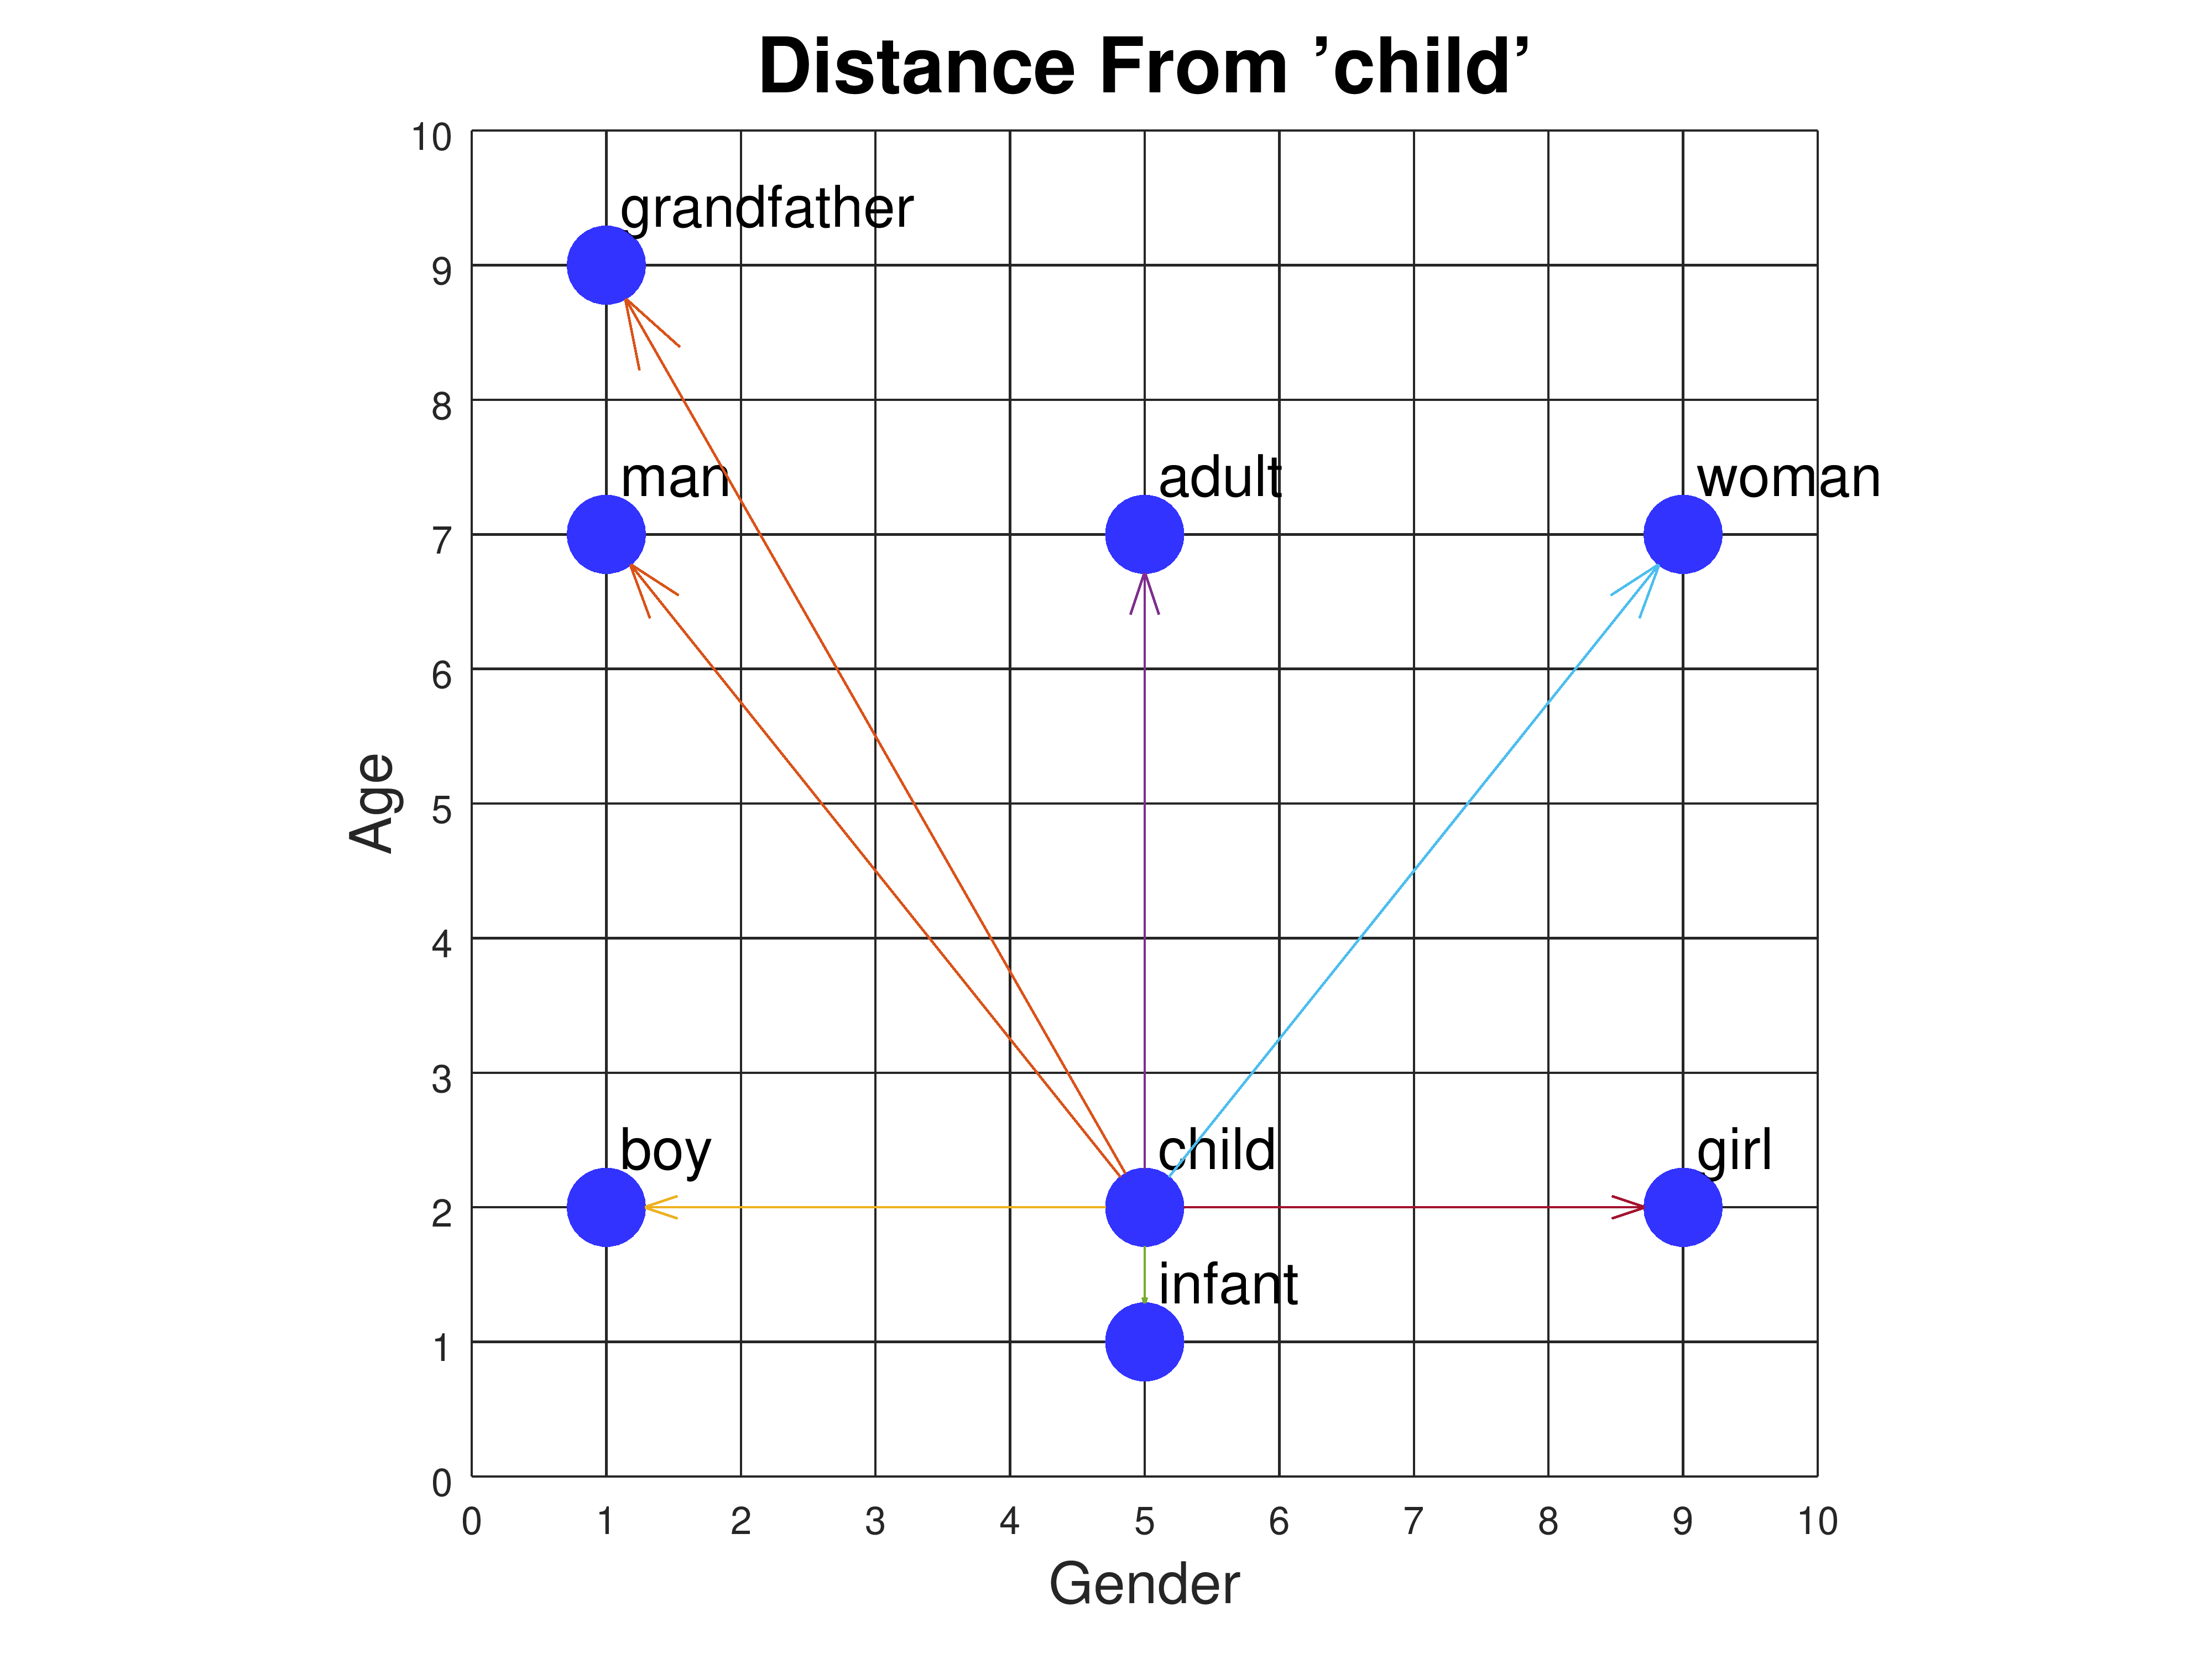 Distance From ’child’
10
grandfather
9
8
man adult woman
7
6
Age
5
4
3
boy child girl
2
infant
1
0
0 1 2 3 4 5 6 7 8 9 10
Gender